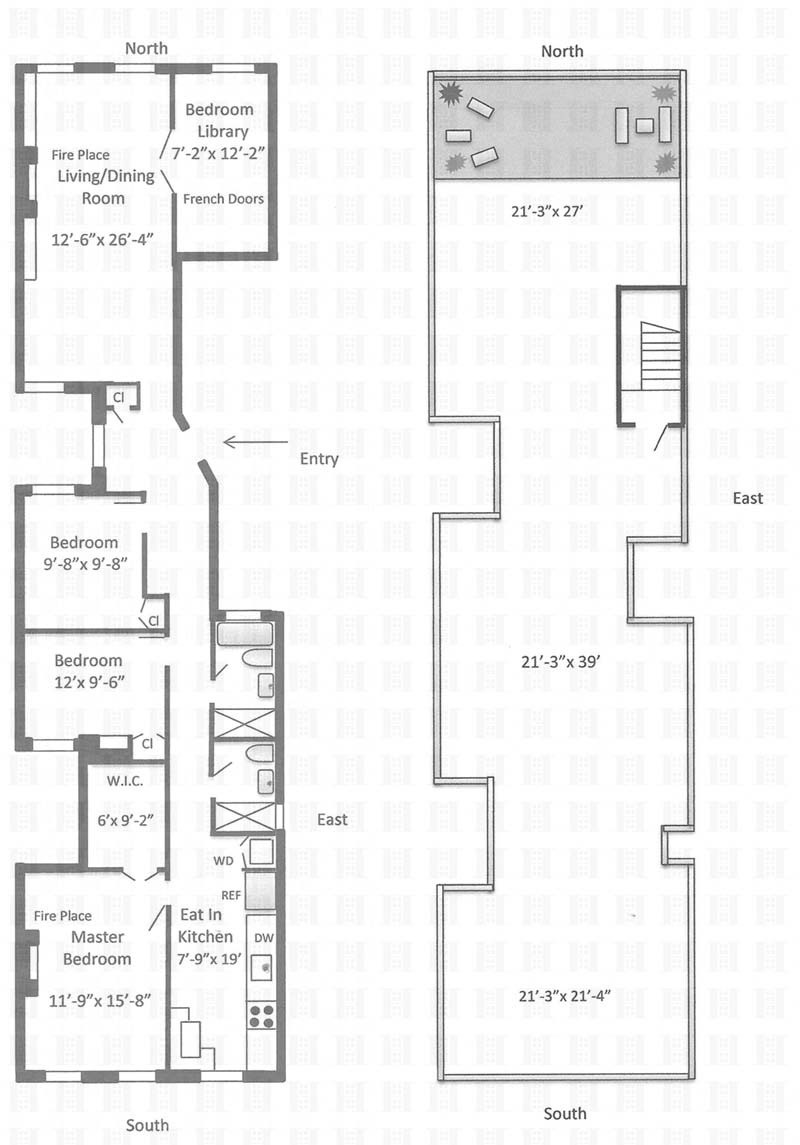 North
Bedroom
Library
7'-2"x 12'-2"
French Doors
Fire Place
Living/Dining
Room
12'-6"x 26'-4"
Cl
Entry
Bedroom
9'-8"x 9'-8"
Cl
Bedroom
12'x 9'-6"
Cl
W.I.C.
6'x 9'-2"
East
WD
REF
Fire Place
Master
Bedroom
11'-9"x 15'-8"
Eat In
Kitchen
7'-9"x 19'
DW
South
North
21'-3"x 27'
East
21'-3"x 39'
21'-3"x 21'-4"
South